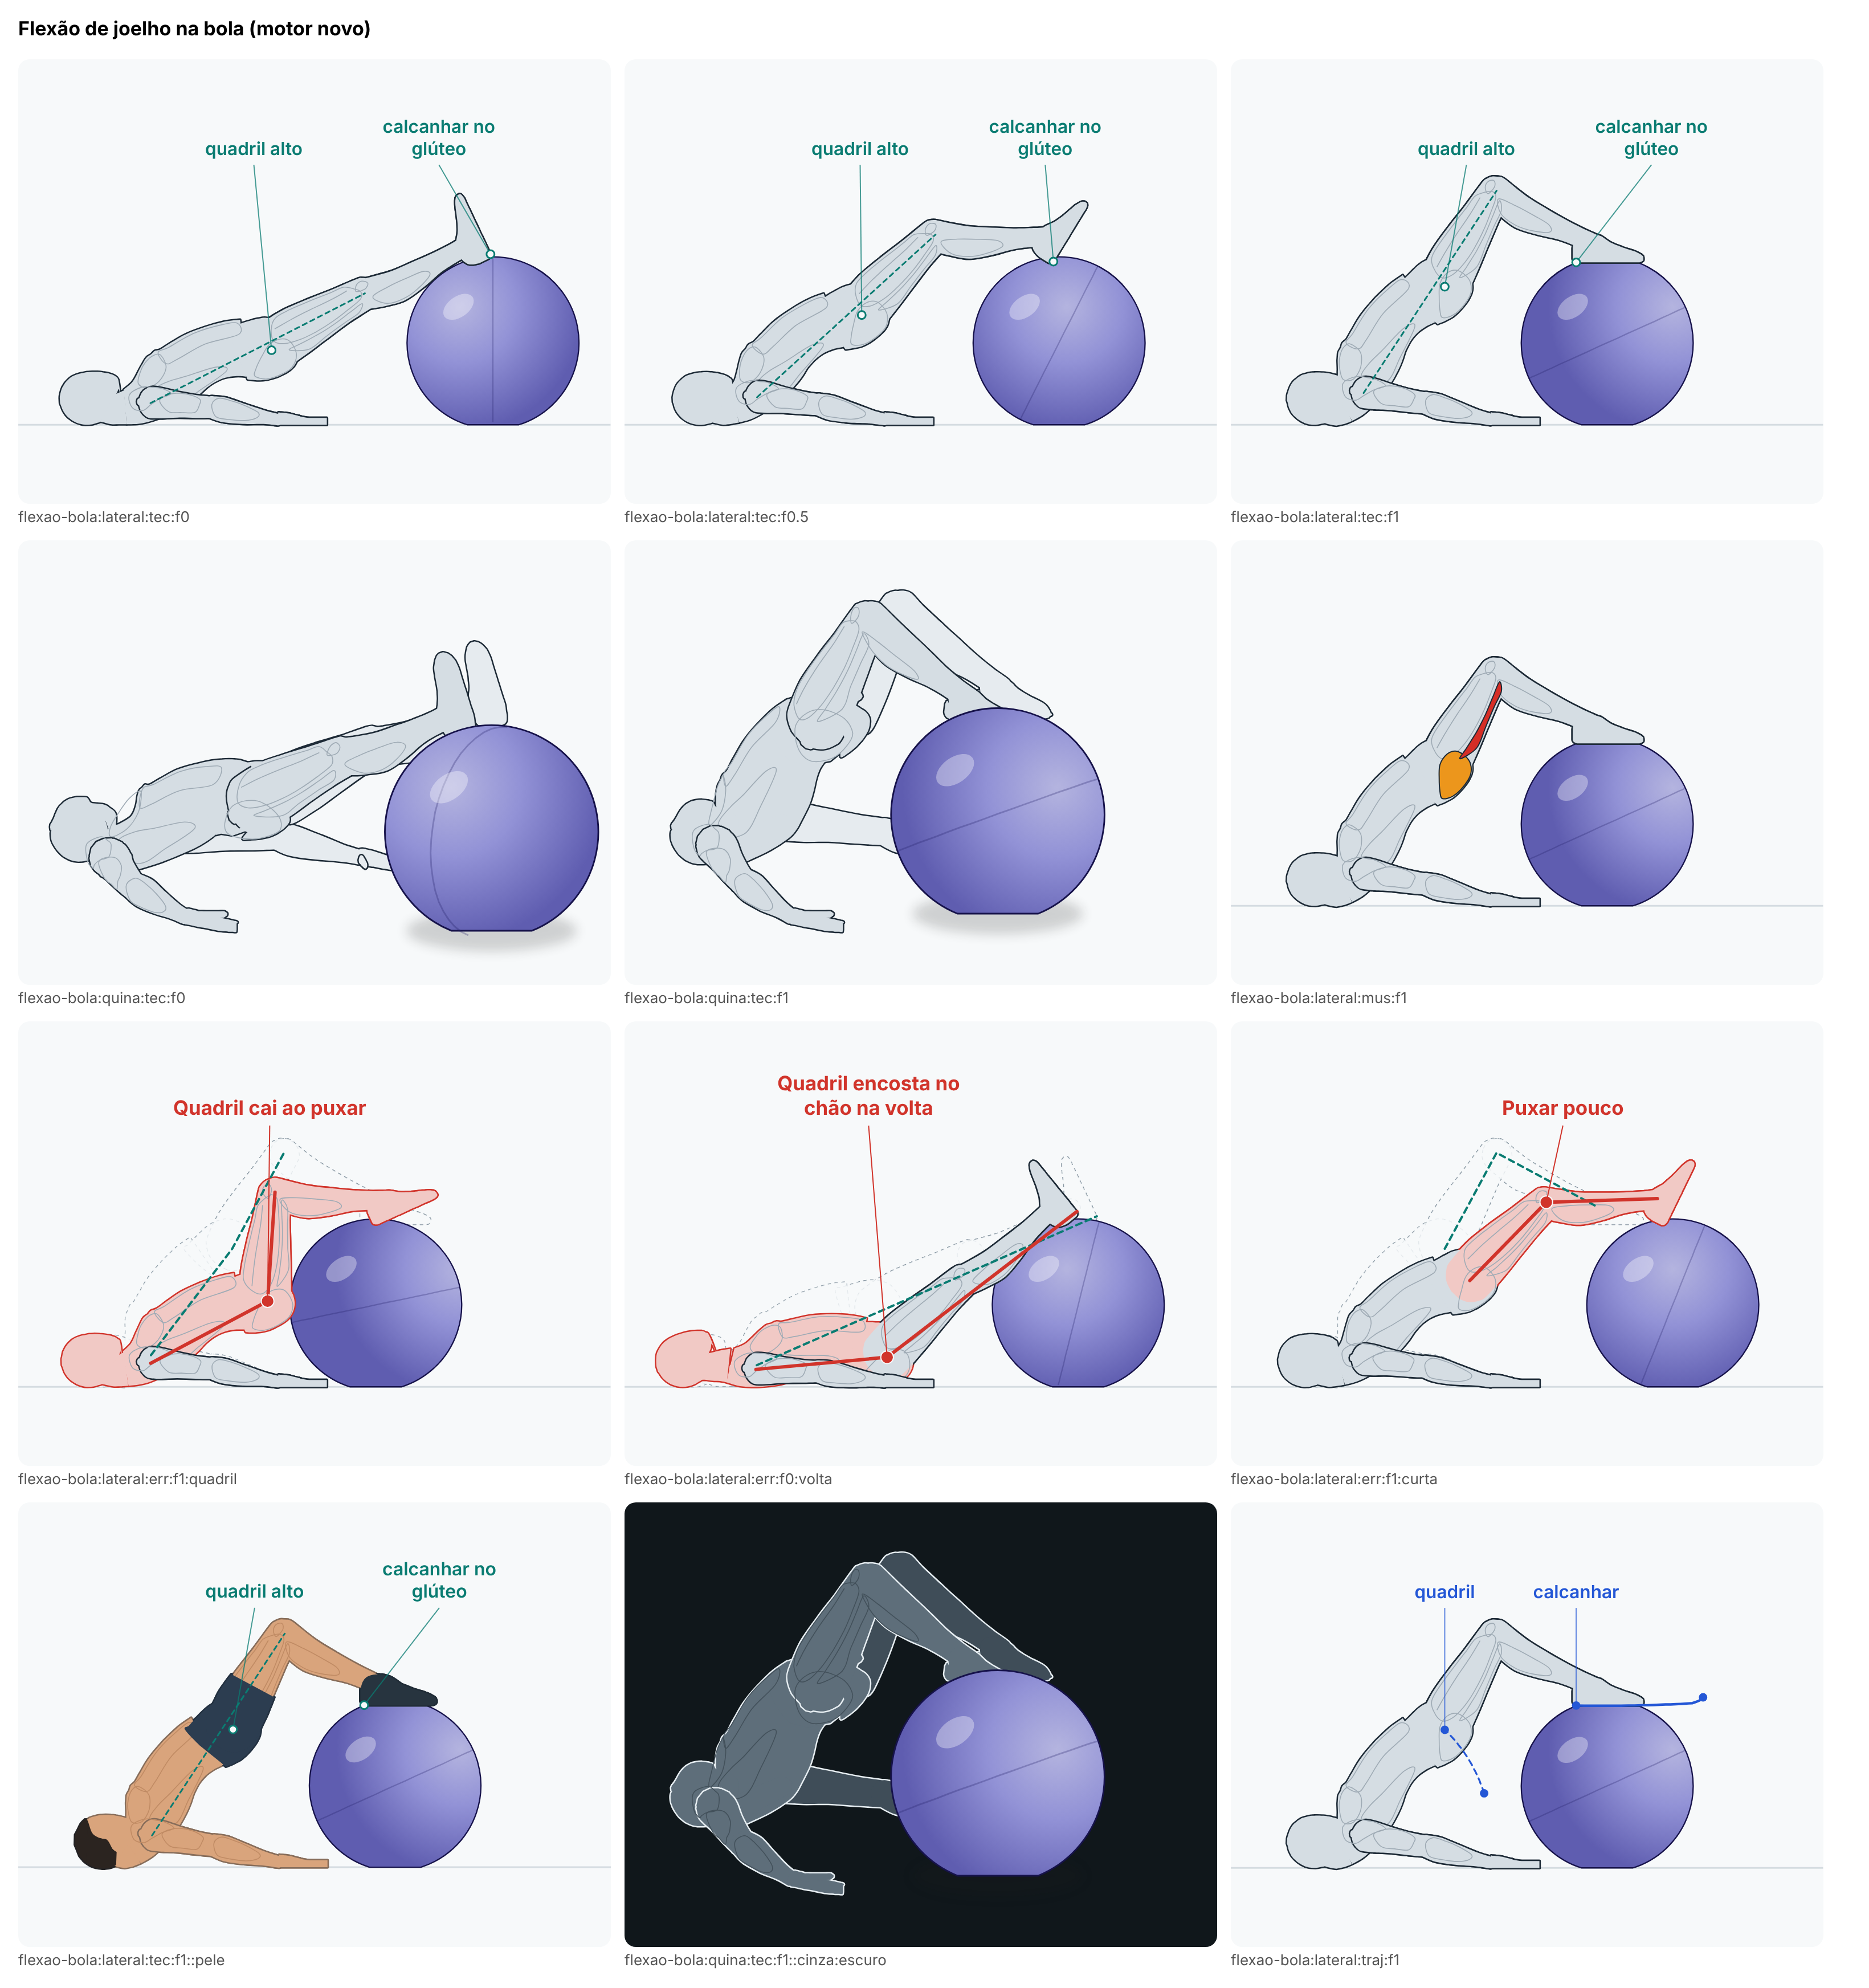 Flexão de joelho na bola (motor novo)
quadril alto
calcanhar no
glúteo
flexao-bola:lateral:tec:f0
quadril alto
calcanhar no
glúteo
flexao-bola:lateral:tec:f0.5
quadril alto
calcanhar no
glúteo
flexao-bola:lateral:tec:f1
flexao-bola:quina:tec:f0
flexao-bola:quina:tec:f1
flexao-bola:lateral:mus:f1
Quadril cai ao puxar
flexao-bola:lateral:err:f1:quadril
Quadril encosta no
chão na volta
flexao-bola:lateral:err:f0:volta
Puxar pouco
flexao-bola:lateral:err:f1:curta
quadril alto
calcanhar no
glúteo
flexao-bola:lateral:tec:f1::pele
flexao-bola:quina:tec:f1::cinza:escuro
quadril
calcanhar
flexao-bola:lateral:traj:f1